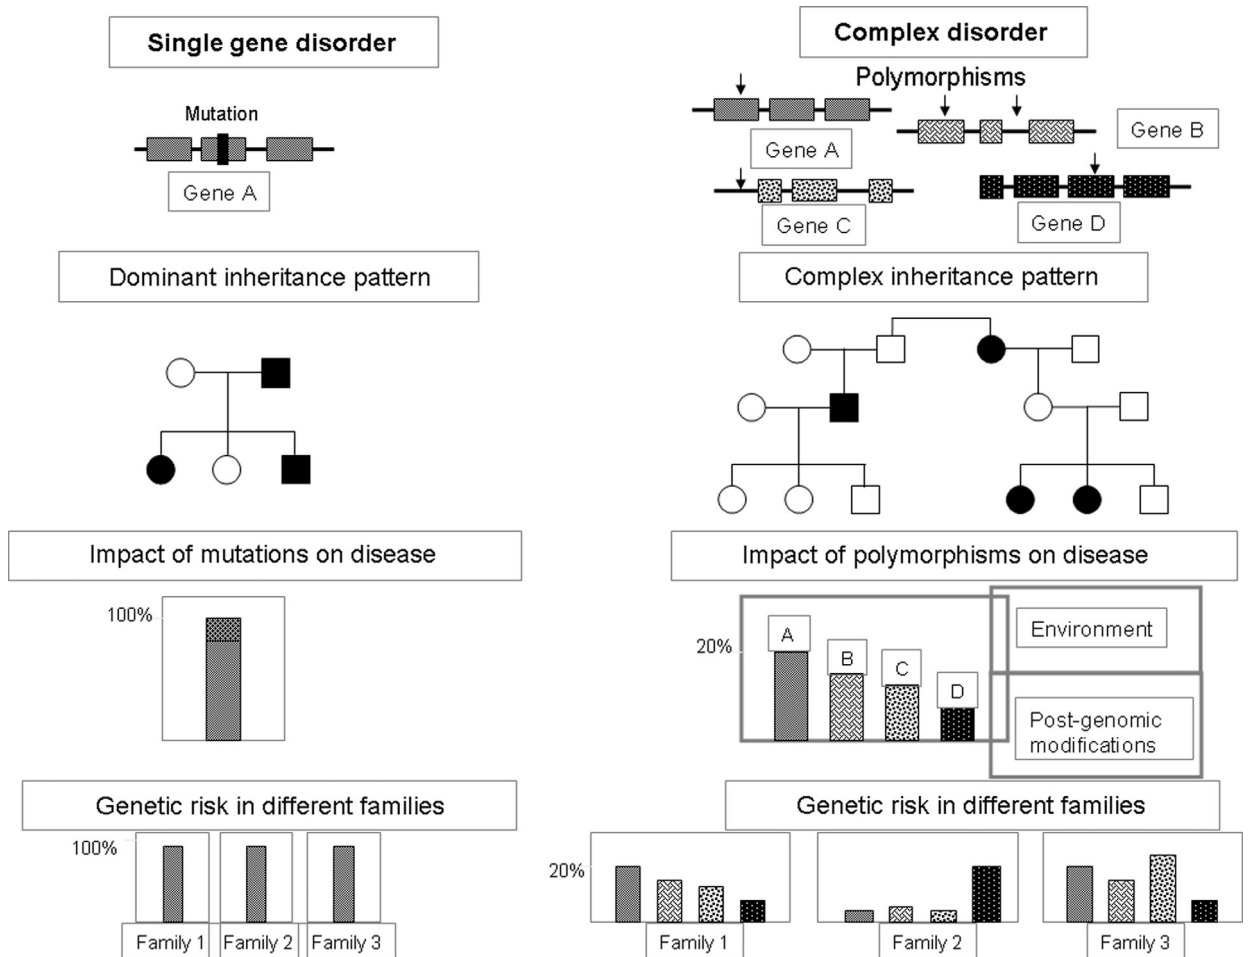 Single gene disorder
Mutation
Gene A
Dominant inheritance pattern
Impact of mutations on disease
100%
Genetic risk in different families
100%
Family 1
Family 2
Family 3
Complex disorder
Polymorphisms
Gene A
Gene B
Gene C
Gene D
Complex inheritance pattern
Impact of polymorphisms on disease
20%
A
B
C
D
Environment
Post-genomic
modifications
Genetic risk in different families
20%
Family 1
Family 2
Family 3